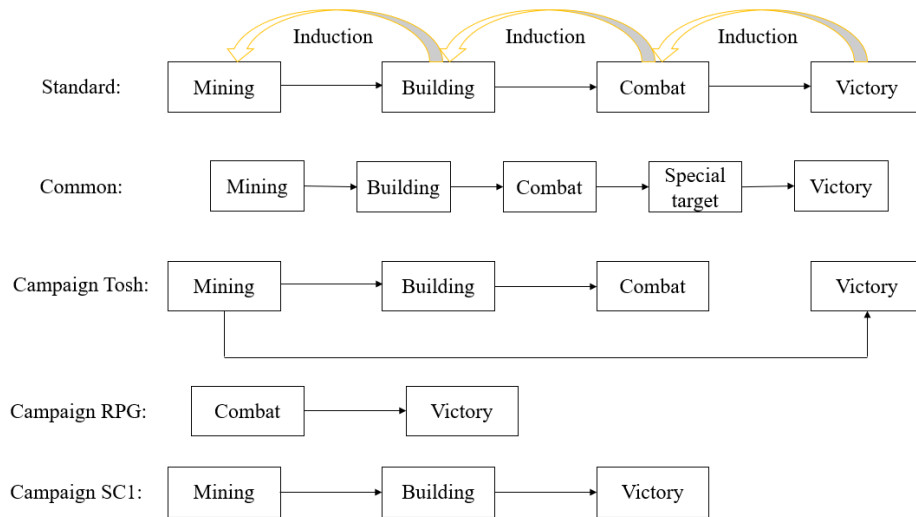 Induction Induction Induction
Standard: Mining Building Combat Victory
Common: Mining Building Combat Special target Victory
Campaign Tosh: Mining Building Combat Victory
Campaign RPG: Combat Victory
Campaign SC1: Mining Building Victory